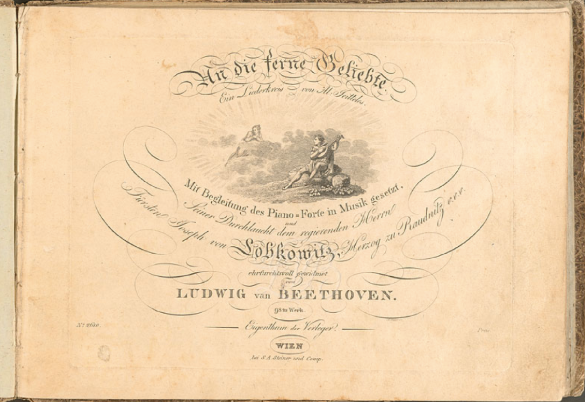 An die ferne Geliebte.
Ein Liederkreis von Al. Jeitteles.
Mit Begleitung des Piano=Forte in Musik gesetzt.
und
Seiner Durchlaucht dem regierenden Herrn
Fürsten Joseph von Lobkowitz, Herzog zu Raudnitz &c. &c.
ehrfurchtsvoll gewidmet
von
LUDWIG van BEETHOVEN.
98tes Werk.
Eigenthum der Verleger.
WIEN
bei S. A. Steiner und Comp.